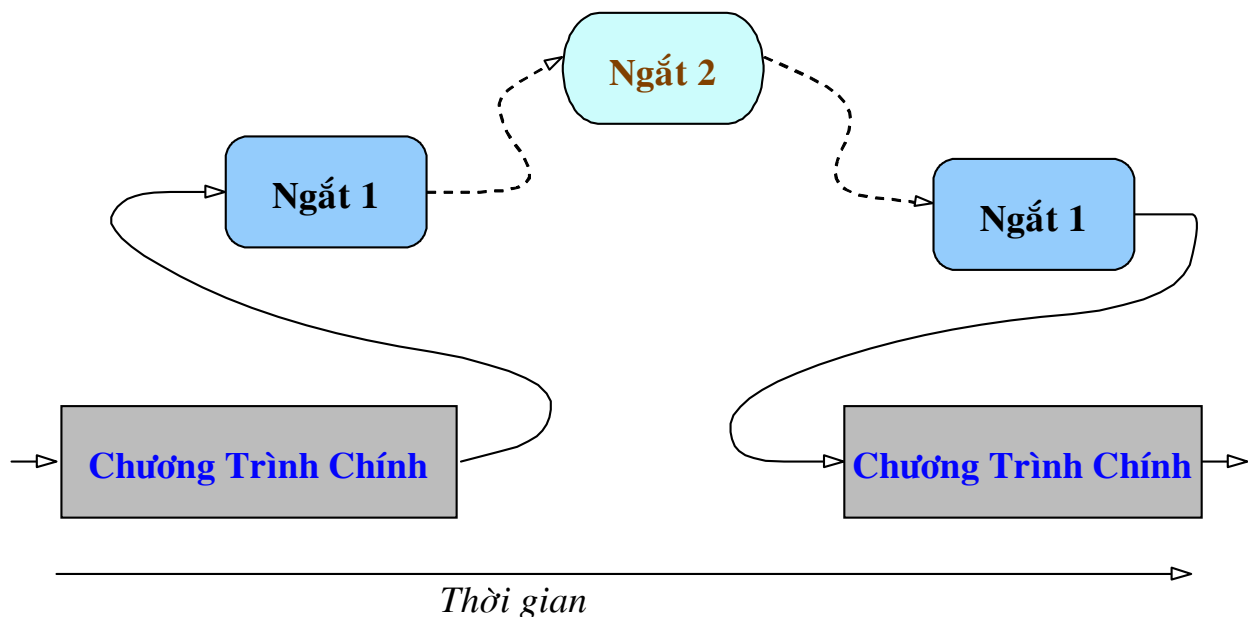 Ngắt 2
Ngắt 1
Ngắt 1
Chương Trình Chính
Chương Trình Chính
Thời gian